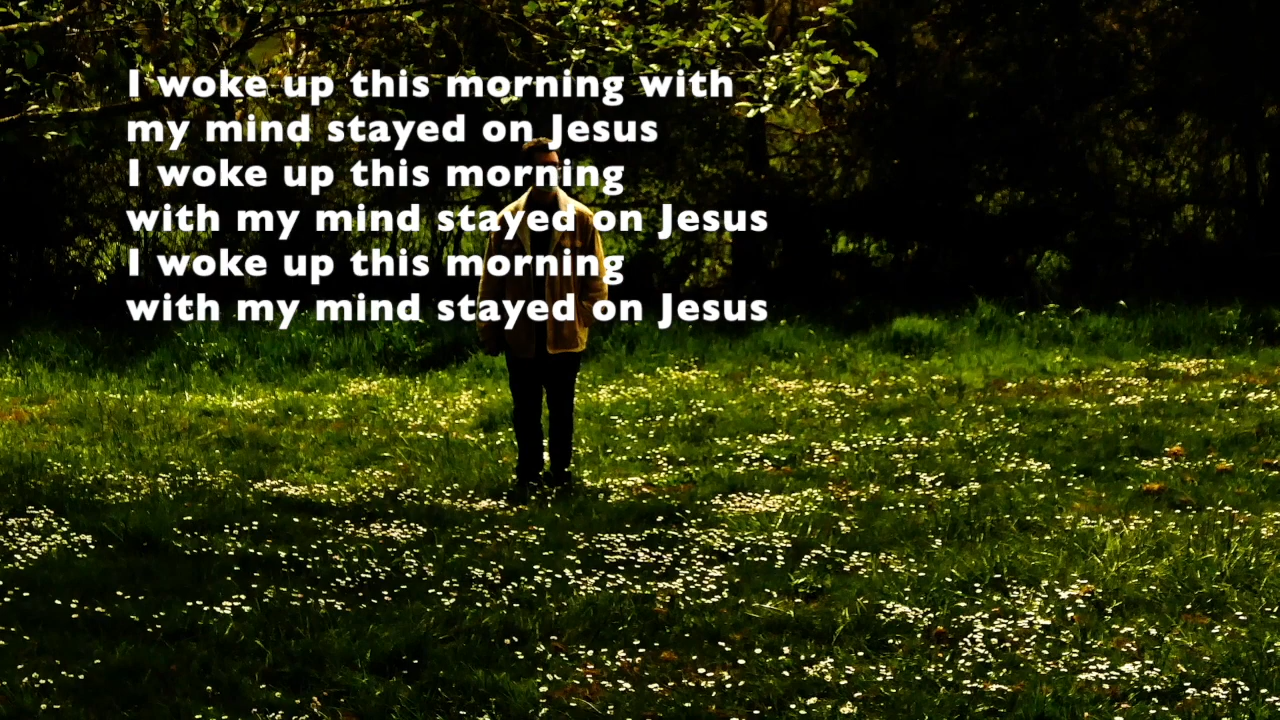 I woke up this morning with
my mind stayed on Jesus
I woke up this morning
with my mind stayed on Jesus
I woke up this morning
with my mind stayed on Jesus